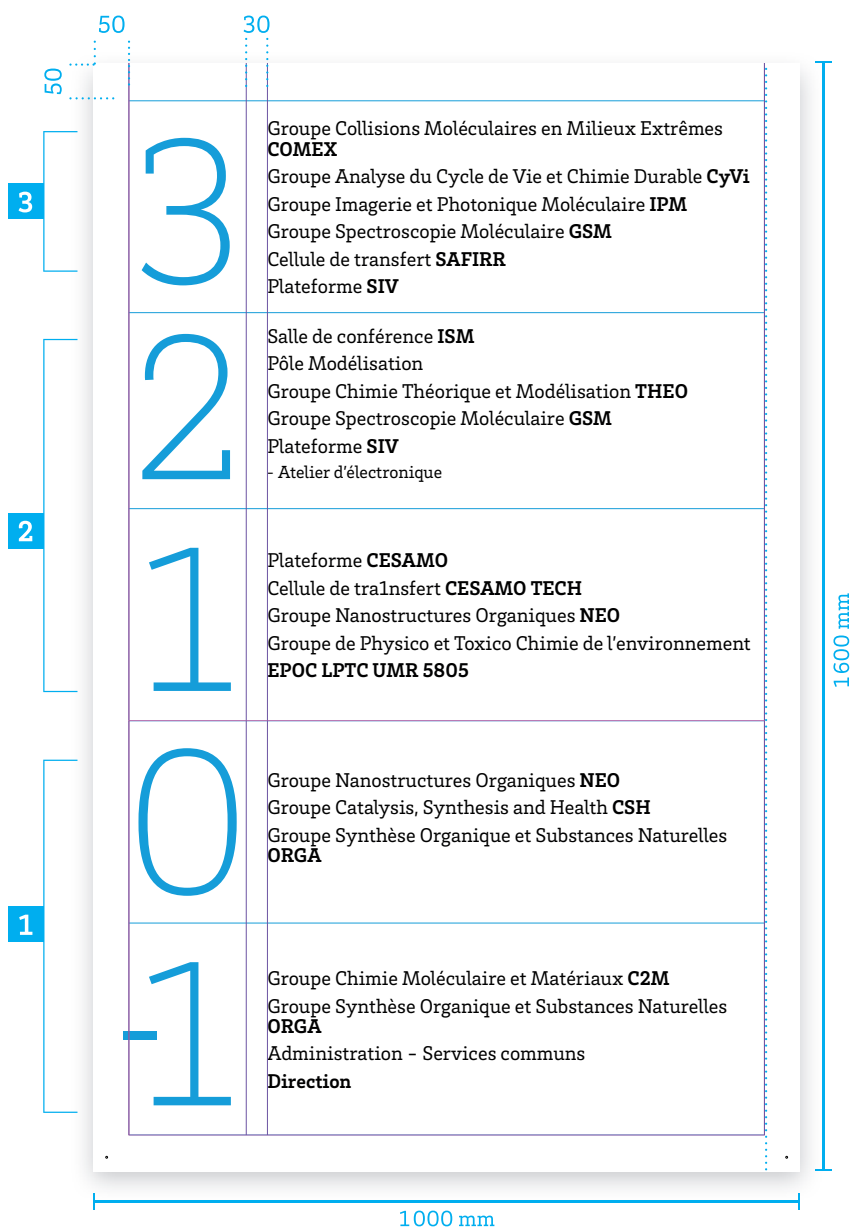 50
30
50
3
3
Groupe Collisions Moléculaires en Milieux Extrêmes
COMEX
Groupe Analyse du Cycle de Vie et Chimie Durable CyVi
Groupe Imagerie et Photonique Moléculaire IPM
Groupe Spectroscopie Moléculaire GSM
Cellule de transfert SAFIRR
Plateforme SIV
2
2
Salle de conférence ISM
Pôle Modélisation
Groupe Chimie Théorique et Modélisation THEO
Groupe Spectroscopie Moléculaire GSM
Plateforme SIV
- Atelier d'électronique
1
Plateforme CESAMO
Cellule de tra1nsfert CESAMO TECH
Groupe Nanostructures Organiques NEO
Groupe de Physico et Toxico Chimie de l'environnement
EPOC LPTC UMR 5805
1600 mm
1
0
Groupe Nanostructures Organiques NEO
Groupe Catalysis, Synthesis and Health CSH
Groupe Synthèse Organique et Substances Naturelles
ORGA
-1
Groupe Chimie Moléculaire et Matériaux C2M
Groupe Synthèse Organique et Substances Naturelles
ORGA
Administration - Services communs
Direction
1000 mm